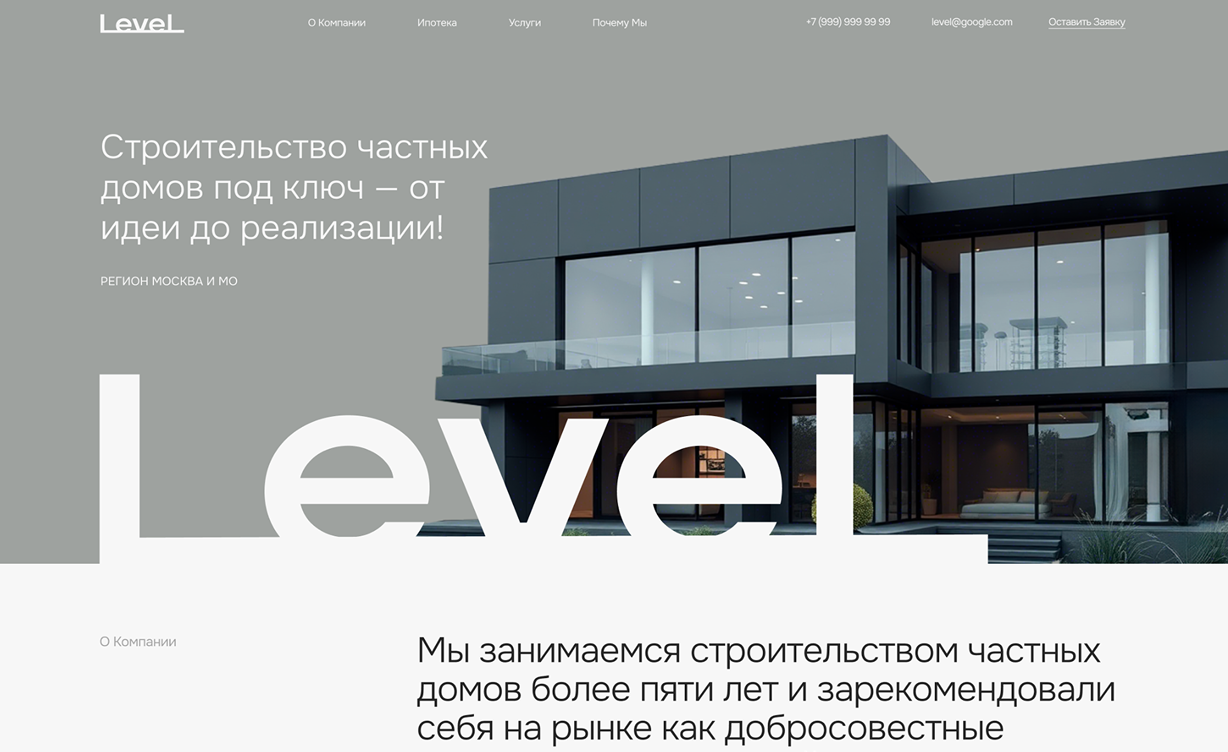 LeveL
О Компании
Ипотека
Услуги
Почему Мы
+7 (999) 999 99 99
level@google.com
Оставить Заявку
Строительство частных
домов под ключ — от
идеи до реализации!
РЕГИОН МОСКВА И МО
LeveL
О Компании
Мы занимаемся строительством частных
домов более пяти лет и зарекомендовали
себя на рынке как добросовестные